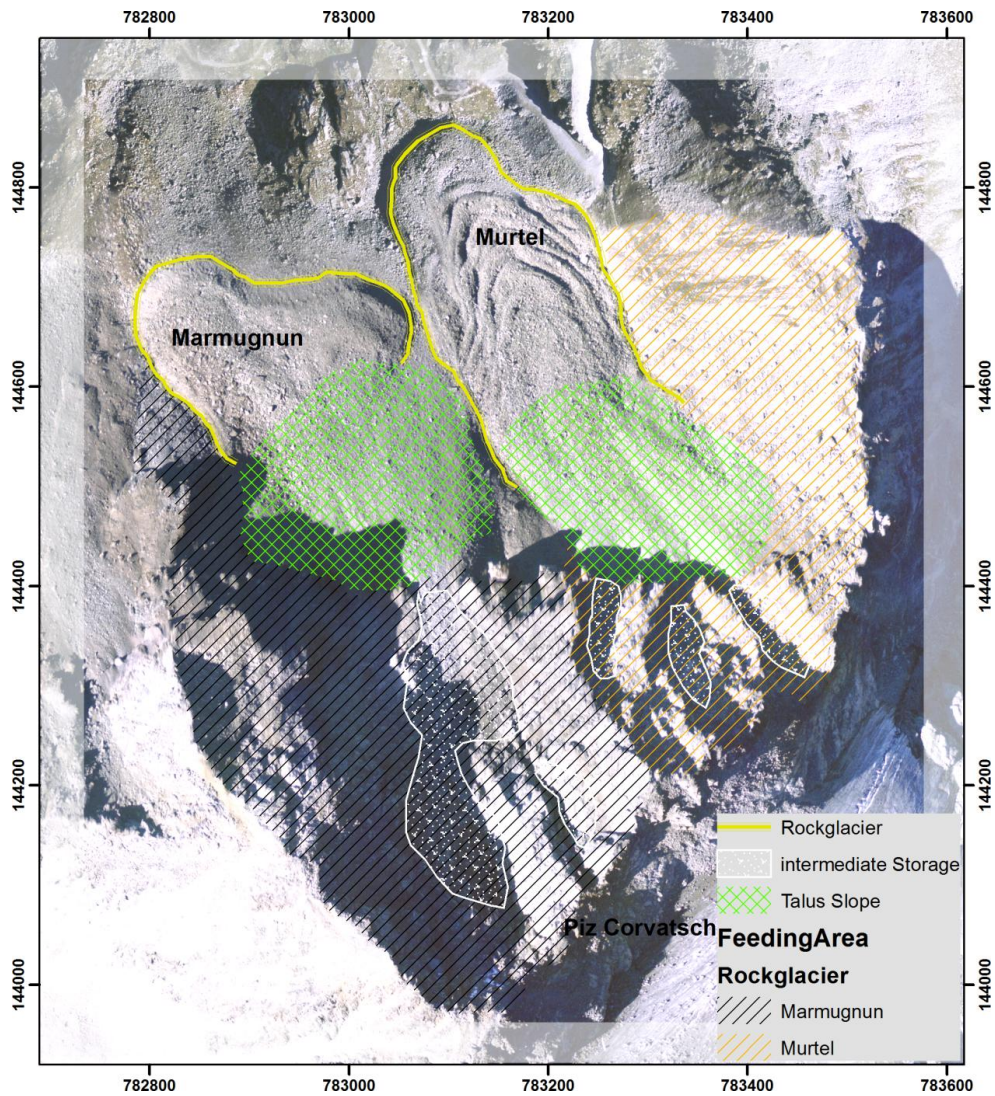 782800 783000 783200 783400 783600
144800 144800
Murtel
Marmugnun
144600 144600
144400 144400
144200 144200
Rockglacier
intermediate Storage
Talus Slope
Piz Corvatsch
FeedingArea
Rockglacier
144000 144000
Marmugnun
Murtel
782800 783000 783200 783400 783600